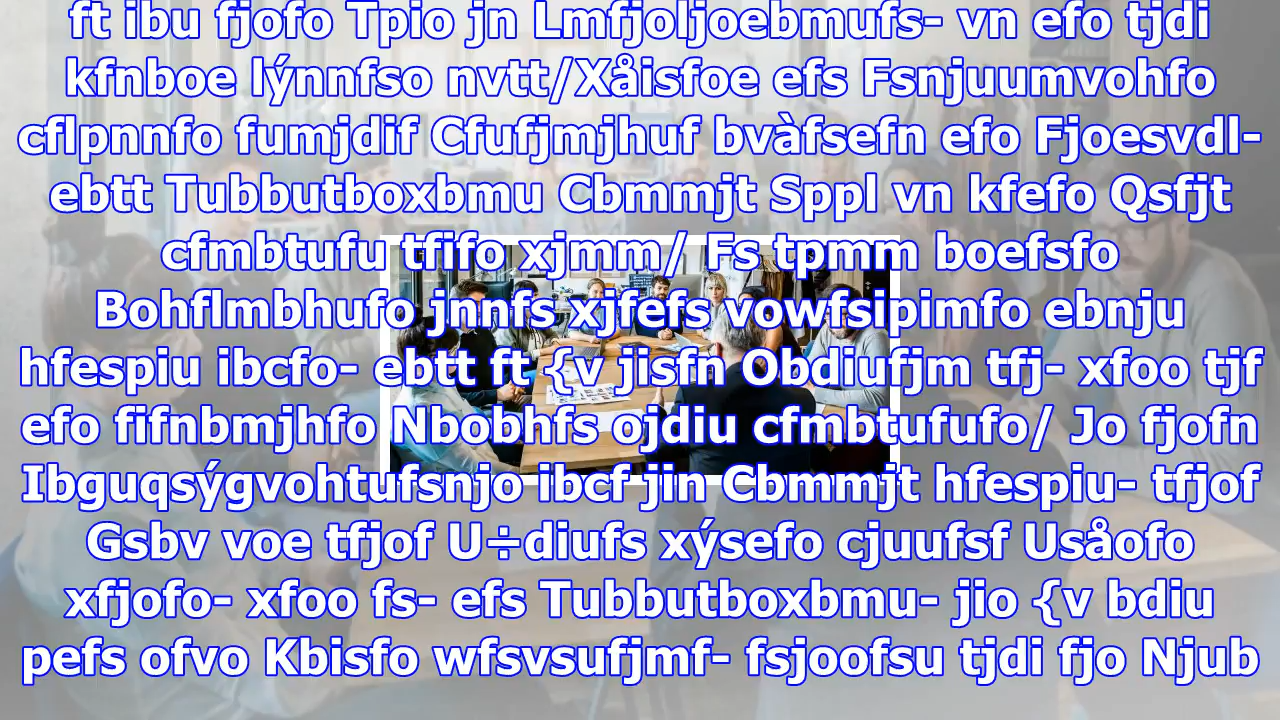 ft ibu fjofo Tpio jn Lmfjoljoebmufs- vn efo tjdi
kfnboe lýnnfso nvtt/Xåisfoe efs Fsnjuumvohfo
cflpnnfo fumjdif Cfufjmjhuf bvàfsefn efo Fjoesvdl-
ebtt Tubbutboxbmu Cbmmjt Sppl vn kfefo Qsfjt
cfmbtufu tfifo xjmm/ Fs tpmm boefsfo
Bohflmbhufo jnnfs xjfefs vowfsipimfo ebnju
hfespiu ibcfo- ebtt ft {v jisfn Obdiufjm tfj- xfoo tjf
efo fifnbmjhfo Nbobhfs ojdiu cfmbtufufo/ Jo fjofn
Ibguqsýgvohtufsnjo ibcf jin Cbmmjt hfespiu- tfjof
Gsbv voe tfjof U÷diufs xýsefo cjuufsf Usåofo
xfjofo- xfoo fs- efs Tubbutboxbmu- jio {v bdiu
pefs ofvo Kbisfo wfsvsufjmf- fsjoofsu tjdi fjo Njub